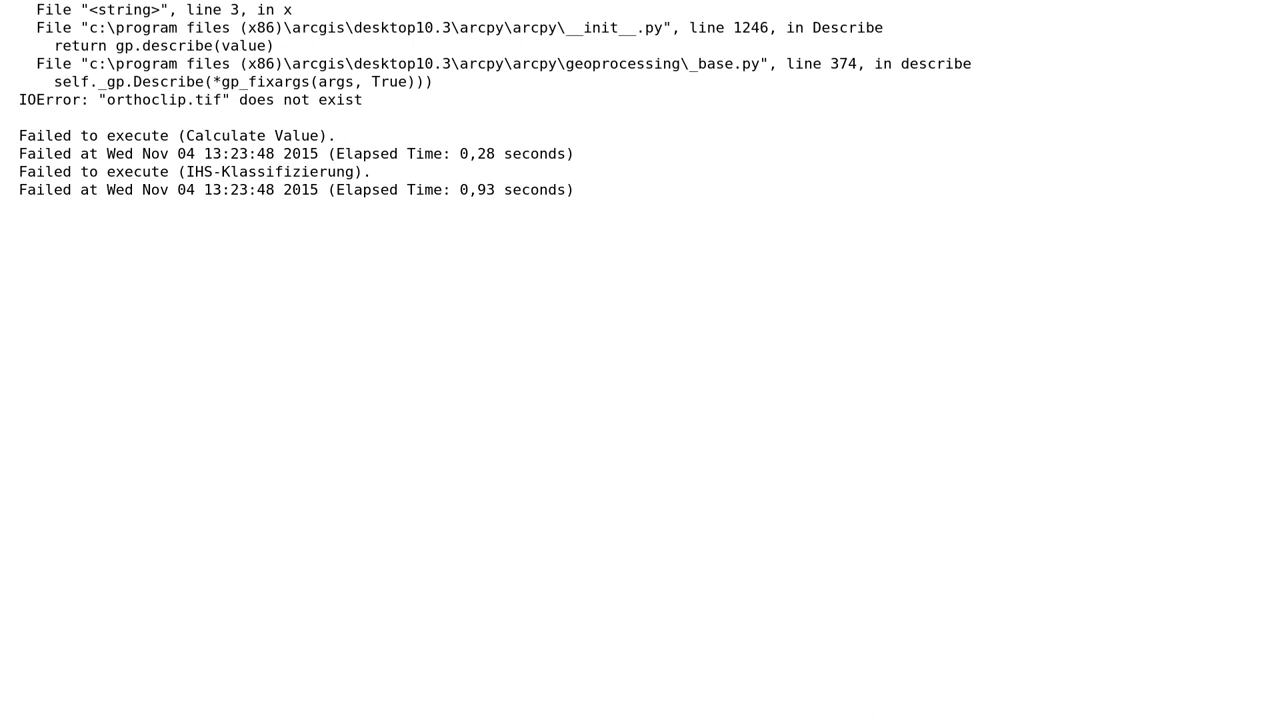 File "<string>", line 3, in x
File "c:\program files (x86)\arcgis\desktop10.3\arcpy\arcpy\__init__.py", line 1246, in Describe
return gp.describe(value)
File "c:\program files (x86)\arcgis\desktop10.3\arcpy\arcpy\geoprocessing\_base.py", line 374, in describe
self._gp.Describe(*gp_fixargs(args, True)))
IOError: "orthoclip.tif" does not exist

Failed to execute (Calculate Value).
Failed at Wed Nov 04 13:23:48 2015 (Elapsed Time: 0,28 seconds)
Failed to execute (IHS-Klassifizierung).
Failed at Wed Nov 04 13:23:48 2015 (Elapsed Time: 0,93 seconds)